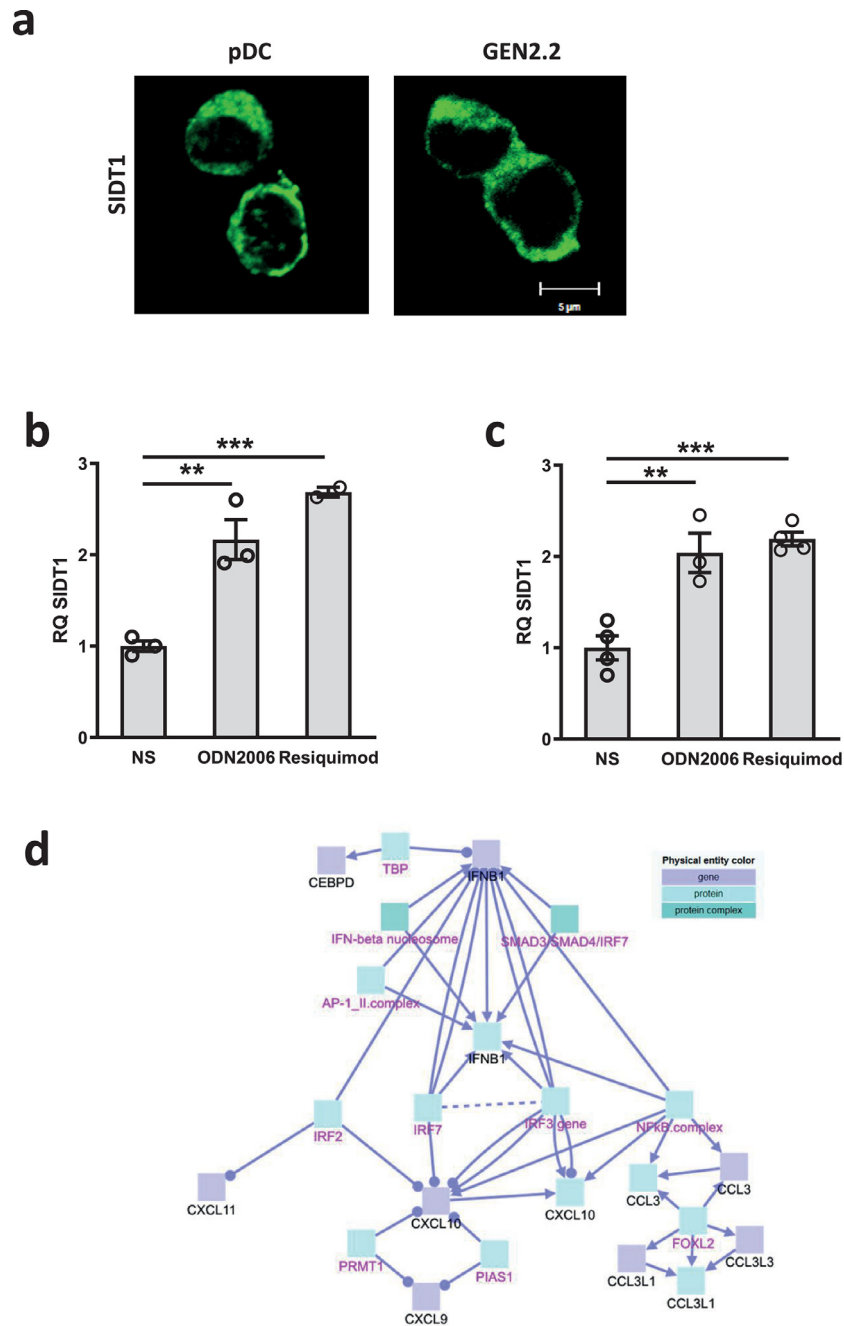 a
pDC
GEN2.2
SIDT1
5 µm
b
***
**
3
2
1
0
RQ SIDT1
NS
ODN2006
Resiquimod
c
***
**
3
2
1
0
RQ SIDT1
NS
ODN2006
Resiquimod
d
Physical entity color
gene
protein
protein complex
CEBPD
TBP
IFNB1
IFN-beta nucleosome
SMAD3/SMAD4/IRF7
AP-1_II.complex
IFNB1
IRF2
IRF7
IRF3 gene
NFkB.complex
CXCL11
CXCL10
CXCL10
CCL3
CCL3
PRMT1
PIAS1
FOXL2
CXCL9
CCL3L1
CCL3L3
CCL3L1